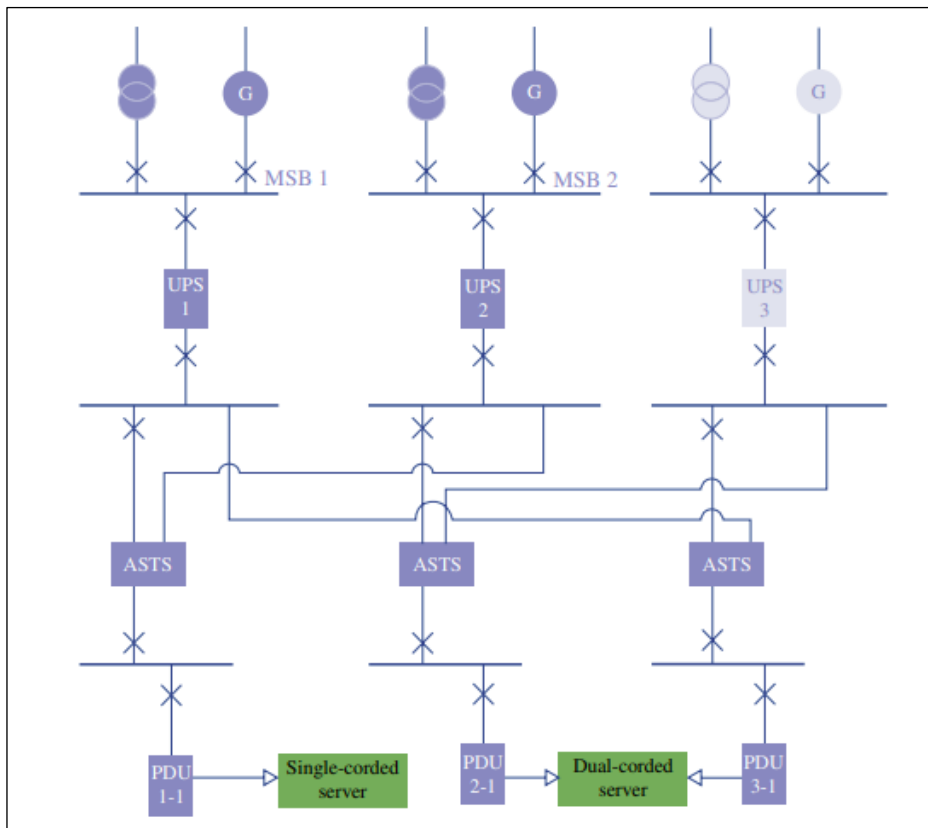 G
G
G
MSB 1
MSB 2
UPS
1
UPS
2
UPS
3
ASTS
ASTS
ASTS
PDU
1-1
Single-corded
server
PDU
2-1
Dual-corded
server
PDU
3-1